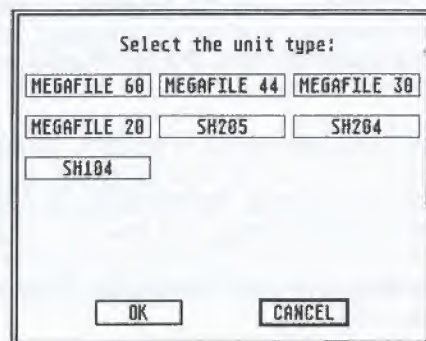 Select the unit type:
MEGAFILE 60 MEGAFILE 44 MEGAFILE 30
MEGAFILE 20 SH205 SH204
SH104
OK CANCEL